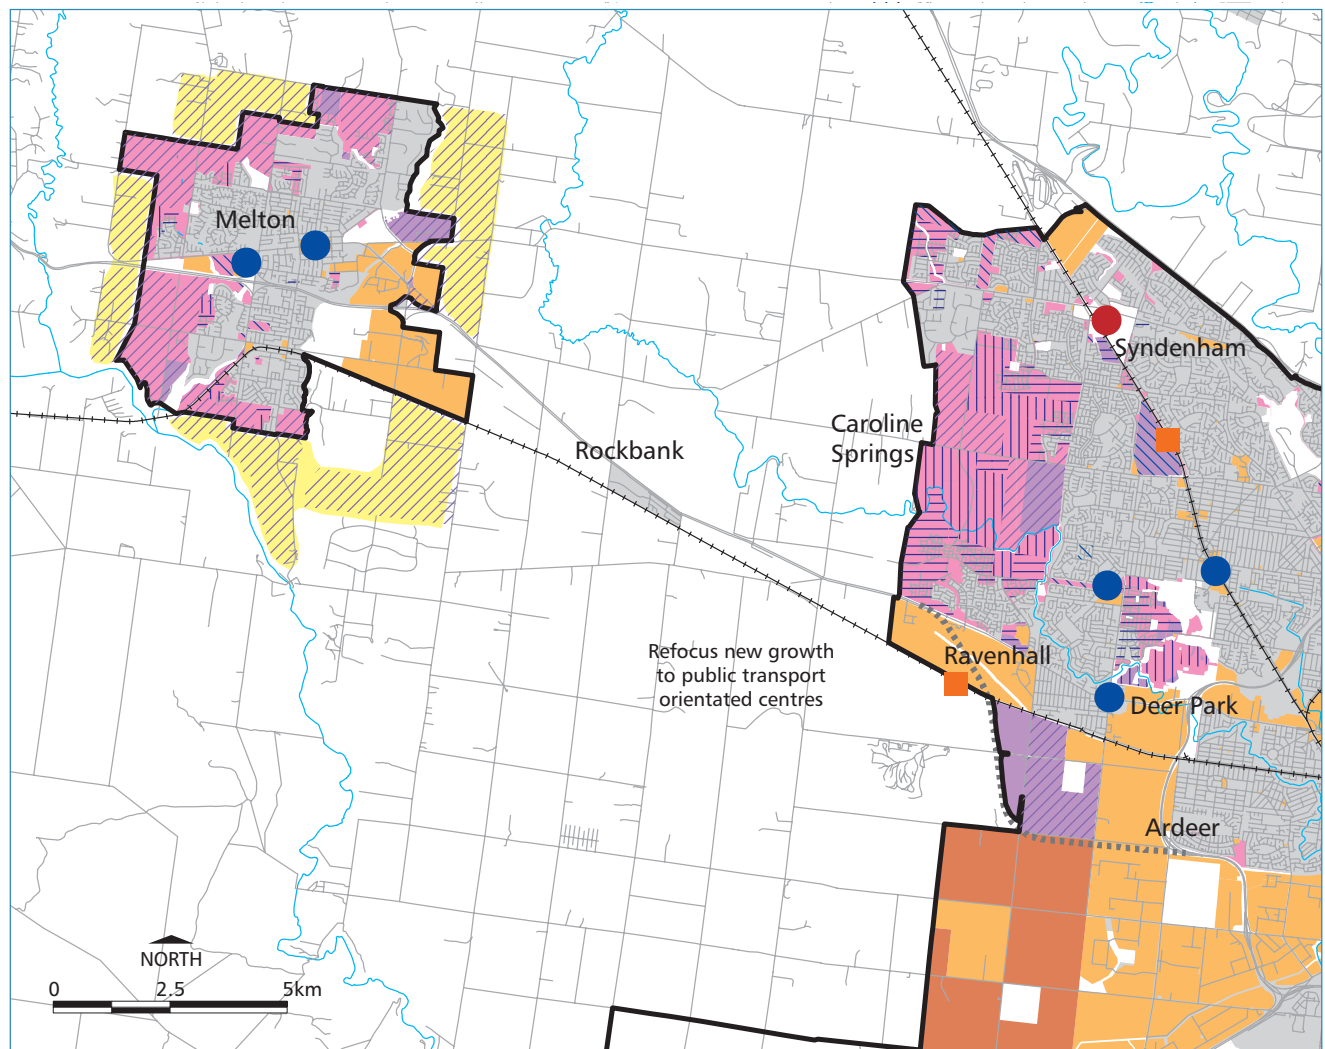 Melton
Syndenham
Caroline
Springs
Rockbank
Refocus new growth
to public transport
orientated centres
Ravenhall
Deer Park
Ardeer
NORTH
0 2.5 5km